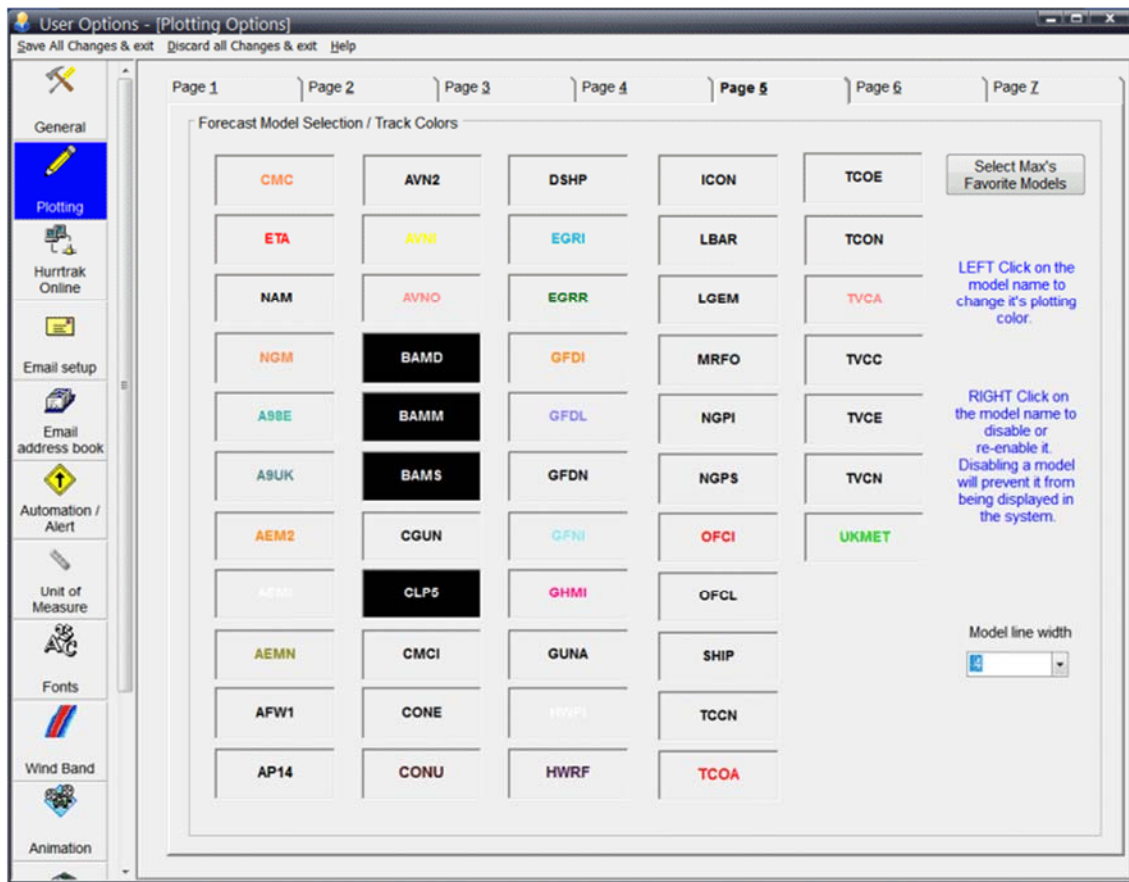 User Options - [Plotting Options]
Save All Changes & exit Discard all Changes & exit Help
General
Plotting
Hurrtrak
Online
Email setup
Email
address book
Automation /
Alert
Unit of
Measure
Fonts
Wind Band
Animation
Page 1 Page 2 Page 3 Page 4 Page 5 Page 6 Page 7
Forecast Model Selection / Track Colors
CMC AVN2 DSHP ICON TCOE
ETA AVNI EGRI LBAR TCON
NAM AVNO EGRR LGEM TVCA
NGM BAMD GFDI MRFO TVCC
A98E BAMM GFDL NGPI TVCE
A9UK BAMS GFDN NGPS TVCN
AEM2 CGUN GFNI OFCI UKMET
AEMI CLP5 GHMI OFCL
AEMN CMCI GUNA SHIP
AFW1 CONE HWFI TCCN
AP14 CONU HWRF TCOA
Select Max's
Favorite Models
LEFT Click on the
model name to
change it's plotting
color.
RIGHT Click on
the model name to
disable or
re-enable it.
Disabling a model
will prevent it from
being displayed in
the system.
Model line width
.4